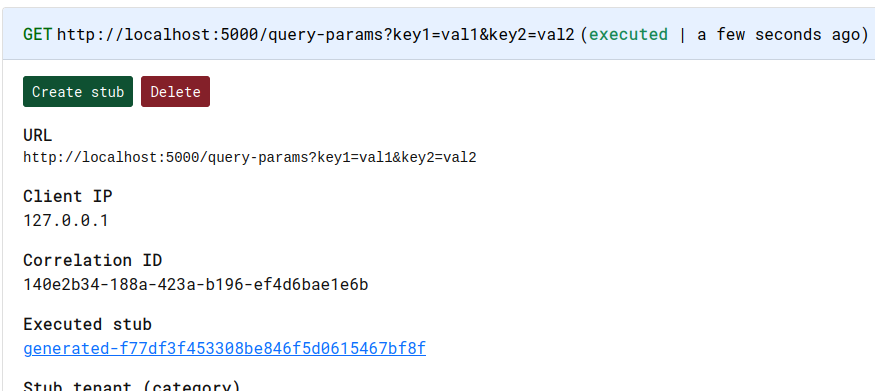 GET http://localhost:5000/query-params?key1=val1&key2=val2 (executed | a few seconds ago)
Create stub Delete
URL
http://localhost:5000/query-params?key1=val1&key2=val2
Client IP
127.0.0.1
Correlation ID
140e2b34-188a-423a-b196-ef4d6bae1e6b
Executed stub
generated-f77df3f453308be846f5d0615467bf8f
Stub tenant (category)